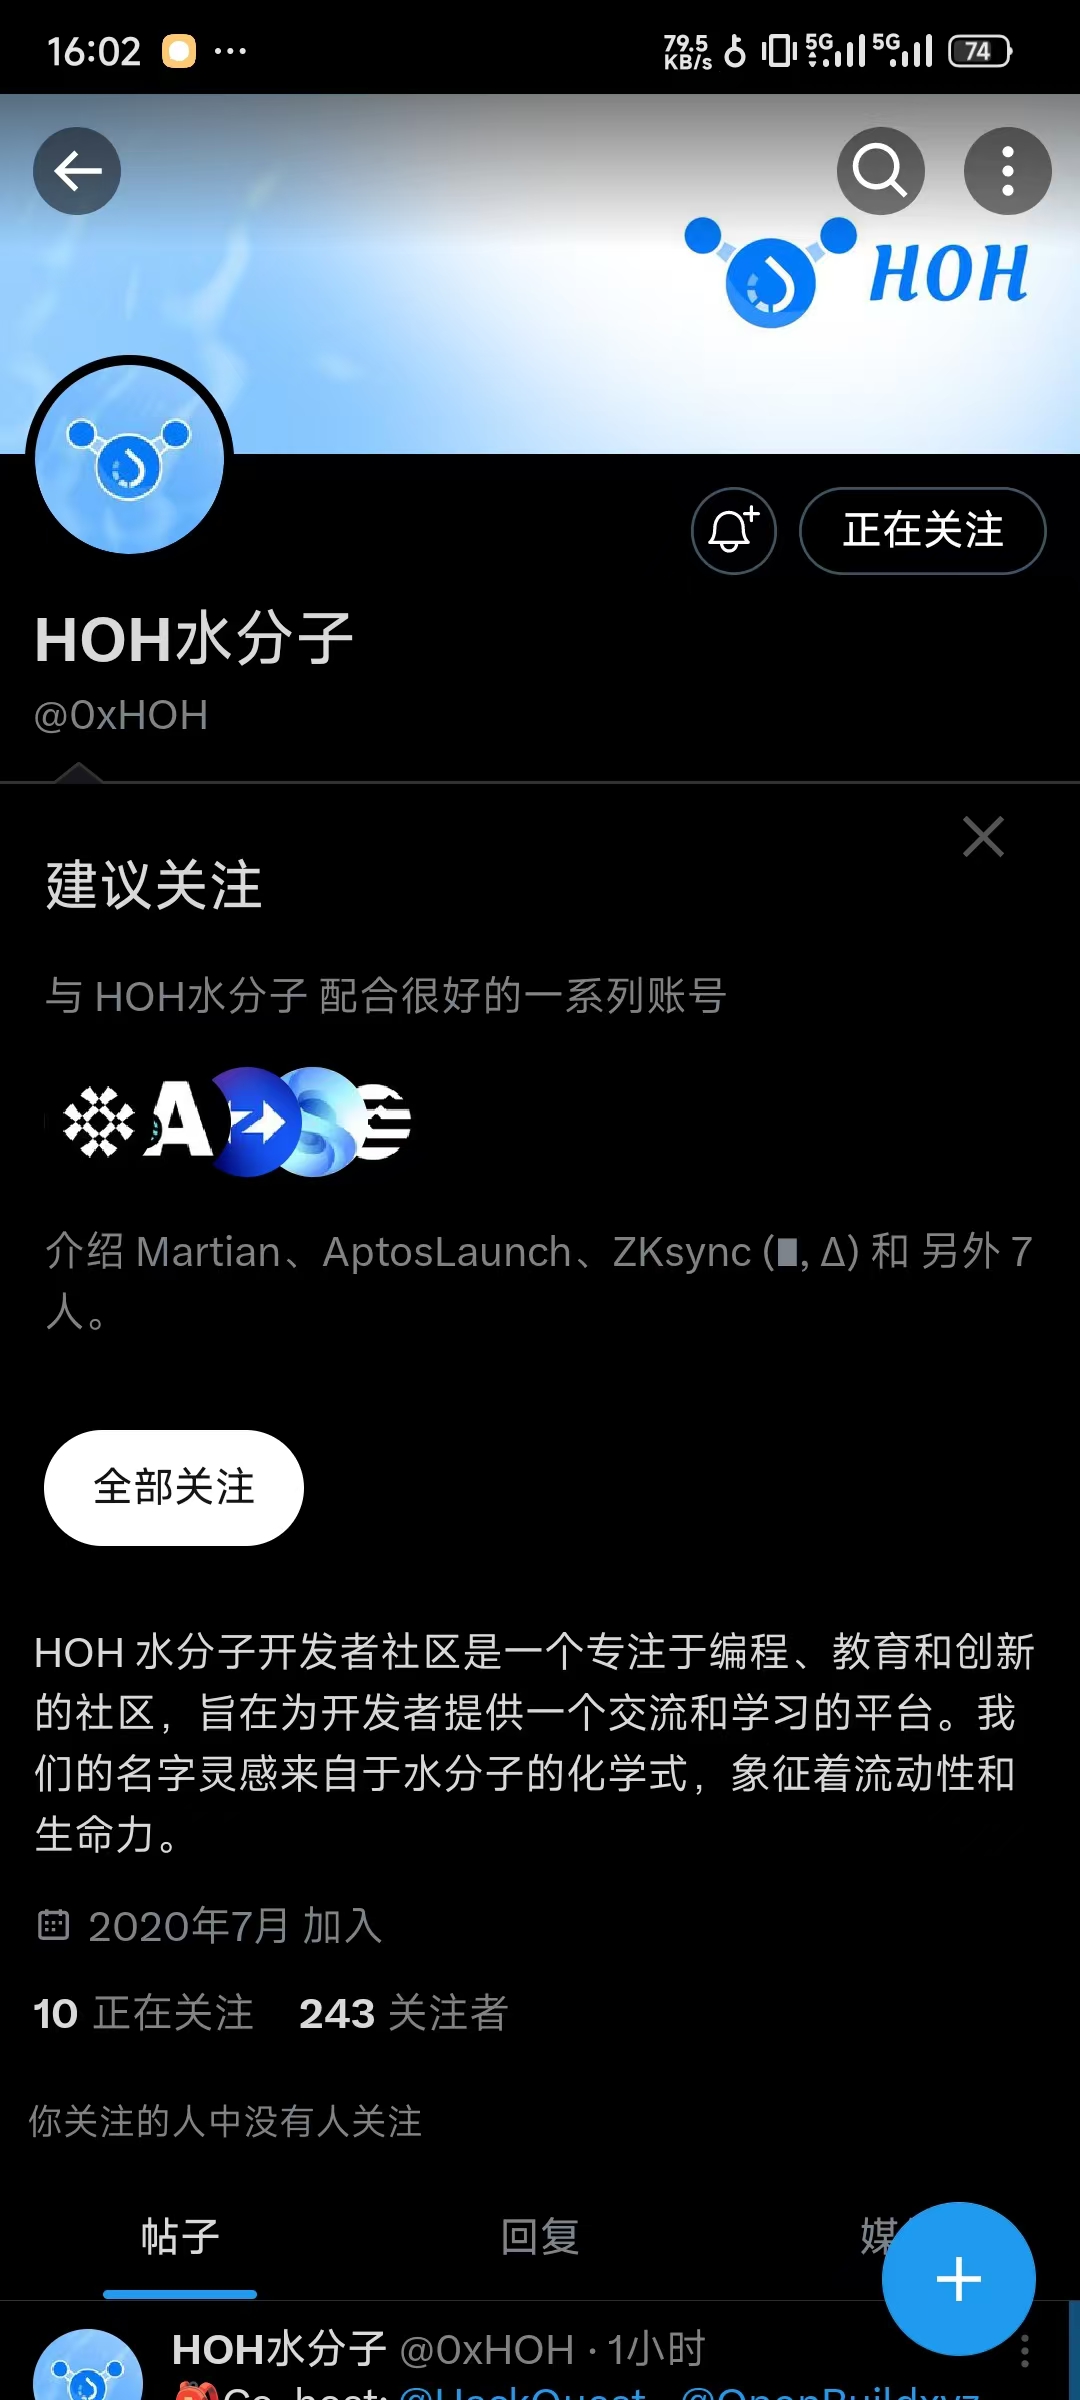 16:02
79.5 KB/s
5G 5G 74
HOH
正在关注
HOH水分子
@0xHOH
建议关注
与 HOH水分子 配合很好的一系列账号
介绍 Martian、AptosLaunch、ZKsync (∎, ∆) 和 另外 7
人。
全部关注
HOH 水分子开发者社区是一个专注于编程、教育和创新
的社区，旨在为开发者提供一个交流和学习的平台。我
们的名字灵感来自于水分子的化学式，象征着流动性和
生命力。
2020年7月 加入
10 正在关注 243 关注者
你关注的人中没有人关注
帖子 回复
HOH水分子 @0xHOH · 1小时
Co-host: @HackQuest_ @OpenBuildxyz